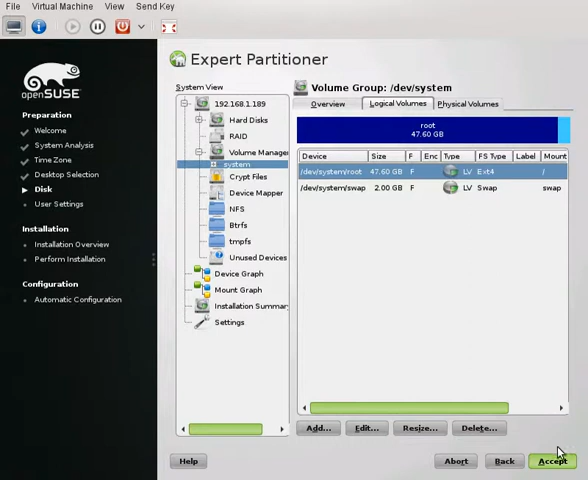 File Virtual Machine View Send Key
openSUSE
Preparation
Welcome
System Analysis
Time Zone
Desktop Selection
Disk
User Settings
Installation
Installation Overview
Perform Installation
Configuration
Automatic Configuration
Expert Partitioner
System View
192.168.1.189
Hard Disks
RAID
Volume Manager
system
Crypt Files
Device Mapper
NFS
Btrfs
tmpfs
Unused Devices
Device Graph
Mount Graph
Installation Summar
Settings
Volume Group: /dev/system
Overview Logical Volumes Physical Volumes
root
47.60 GB
Device Size F Enc Type FS Type Label Mount
/dev/system/root 47.60 GB F LV Ext4 /
/dev/system/swap 2.00 GB F LV Swap swap
Add... Edit... Resize... Delete...
Help Abort Back Accept